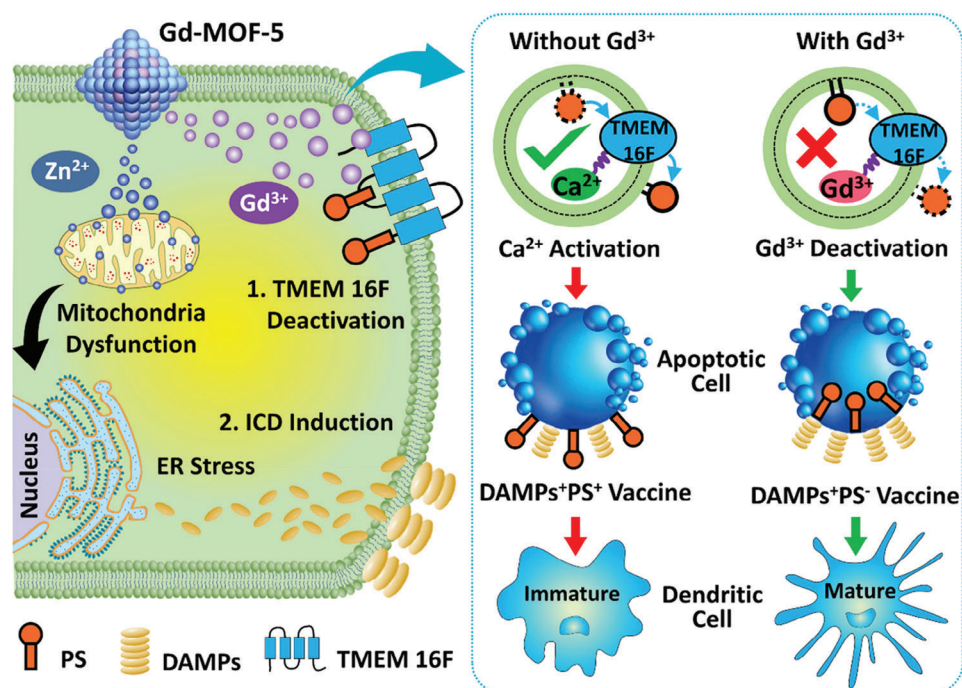 Gd-MOF-5
Zn²⁺
Gd³⁺
Mitochondria
Dysfunction
1. TMEM 16F
Deactivation
2. ICD Induction
ER Stress
Nucleus
PS
DAMPs
TMEM 16F
Without Gd³⁺
With Gd³⁺
TMEM
16F
Ca²⁺
TMEM
16F
Gd³⁺
Ca²⁺ Activation
Gd³⁺ Deactivation
Apoptotic
Cell
DAMPs⁺PS⁺ Vaccine
DAMPs⁺PS⁻ Vaccine
Immature
Dendritic
Cell
Mature